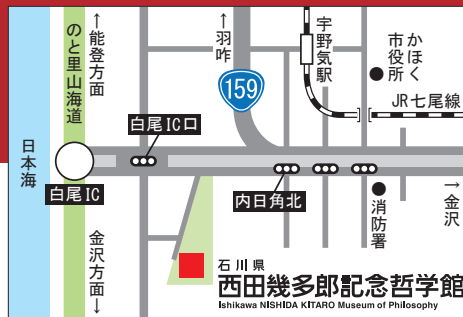 ↑能登方面
のと里山海道
日本海
白尾IC
金沢方面↓
白尾IC口
↑羽咋
159
宇野気駅
かほく
市役所
JR七尾線
内日角北
消防署
→金沢
石川県
西田幾多郎記念哲学館
Ishikawa NISHIDA KITARO Museum of Philosophy